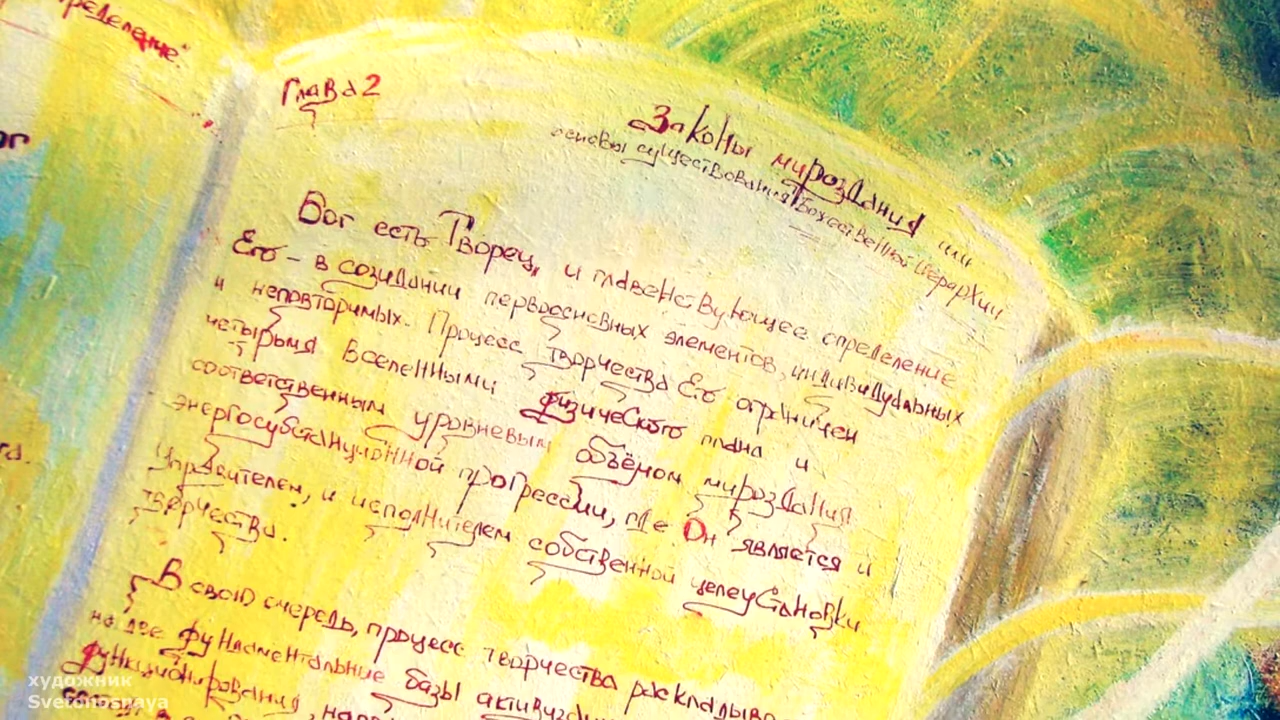 определение".
Глава 2
Законы мироздания или
основы существования Божественной Иерархии
Бог есть Творец, и главенствующее определение
Его - в созидании первоосновных элементов, индивидуальных
и неповторимых. Процесс творчества Его ограничен
четырьмя Вселенными физического плана и
соответственным уровневым объёмом мироздания
энергосубстанционной прогрессии, где Он является и
управителем, и исполнителем собственной целеустановки
творчества.
В свою очередь, процесс творчества
на две фундаментальные базы
функционирования,
художник
Svetonosnaya